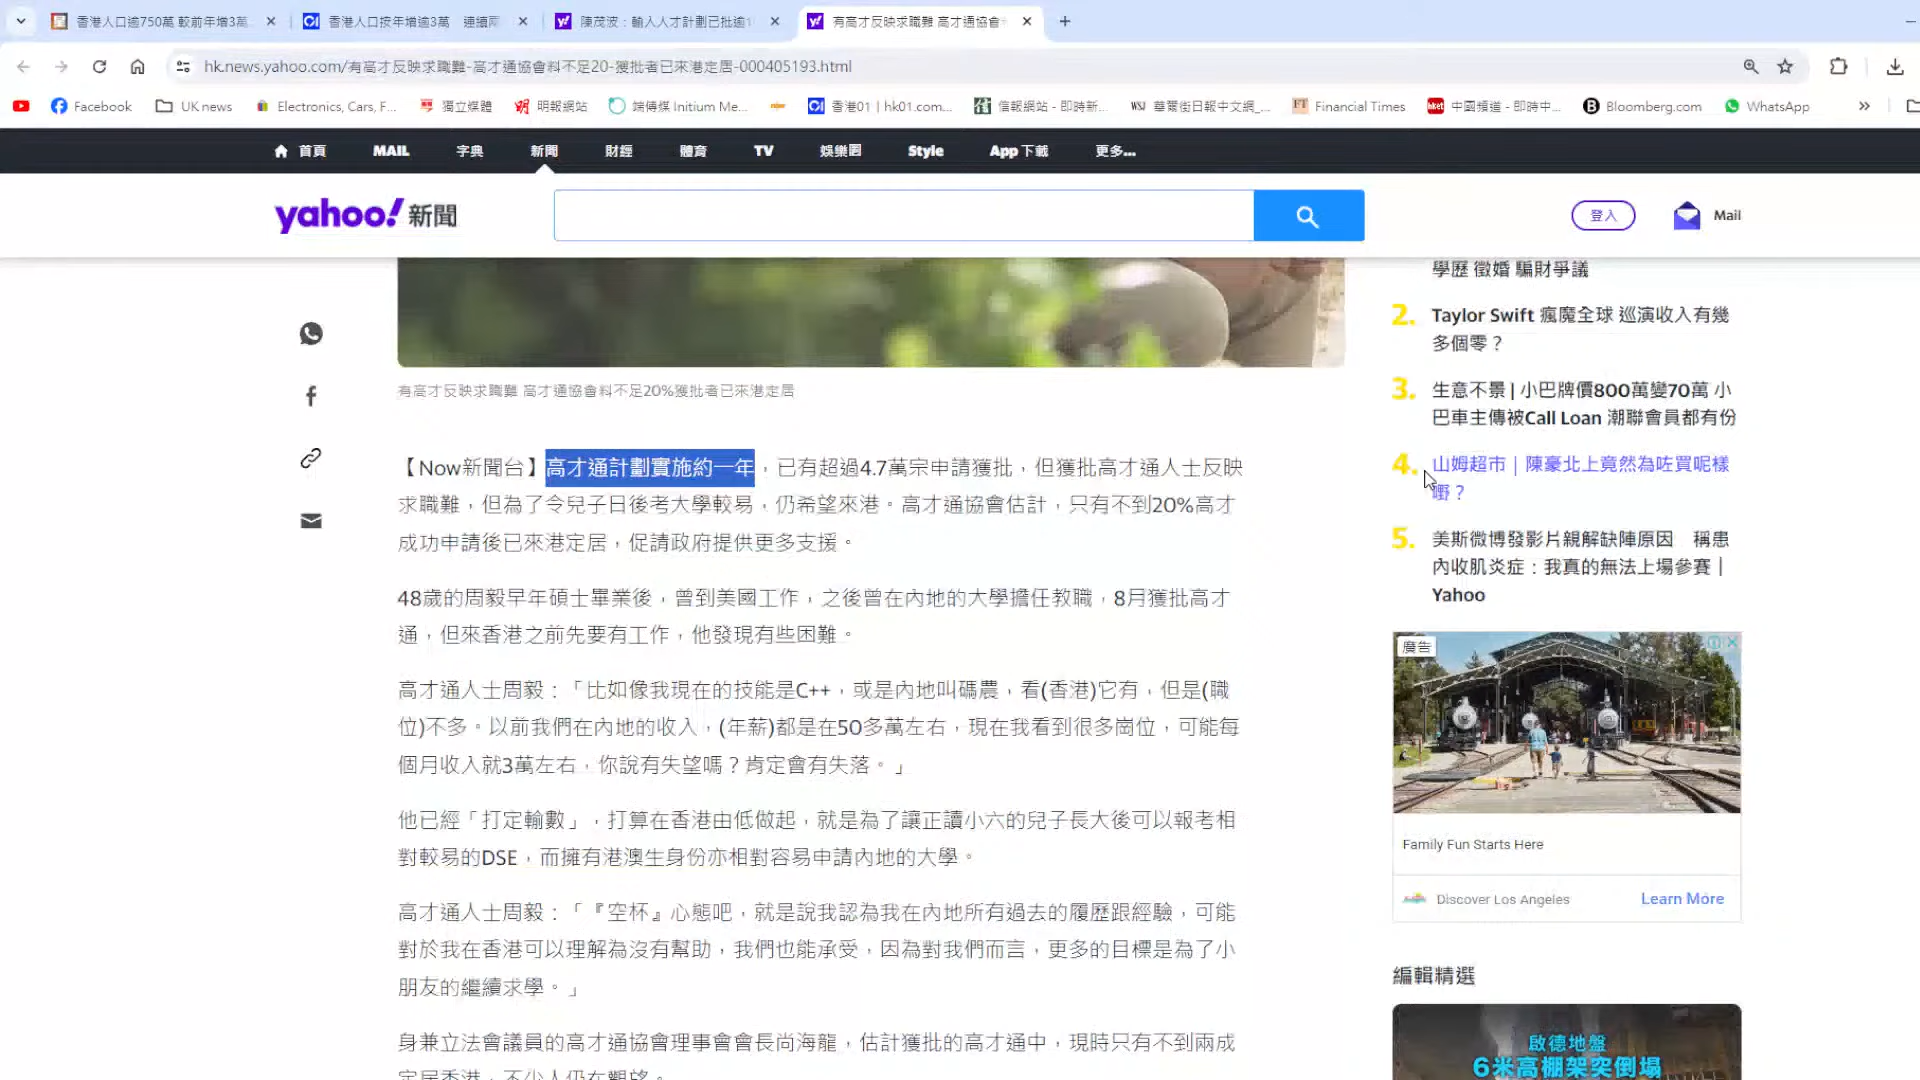 香港人口逾750萬 較前年增3萬
香港人口按年增逾3萬 連續兩
陳茂波：輸入人才計劃已批逾1
有高才反映求職難 高才通協會
hk.news.yahoo.com/有高才反映求職難-高才通協會料不足20-獲批者已來港定居-000405193.html
Facebook
UK news
Electronics, Cars, F...
獨立媒體
明報網站
端傳媒 Initium Me...
香港01 | hk01.com...
信報網站 - 即時新...
華爾街日報中文網_...
Financial Times
中國頻道 - 即時中...
Bloomberg.com
WhatsApp
首頁
MAIL
字典
新聞
財經
體育
TV
娛樂圈
Style
App 下載
更多...
yahoo! 新聞
登入
Mail
有高才反映求職難 高才通協會料不足20%獲批者已來港定居
【Now新聞台】高才通計劃實施約一年，已有超過4.7萬宗申請獲批，但獲批高才通人士反映
求職難，但為了令兒子日後考大學較易，仍希望來港。高才通協會估計，只有不到20%高才
成功申請後已來港定居，促請政府提供更多支援。
48歲的周毅早年碩士畢業後，曾到美國工作，之後曾在內地的大學擔任教職，8月獲批高才
通，但來香港之前先要有工作，他發現有些困難。
高才通人士周毅：「比如像我現在的技能是C++，或是內地叫碼農，看(香港)它有，但是(職
位)不多。以前我們在內地的收入，(年薪)都是在50多萬左右，現在我看到很多崗位，可能每
個月收入就3萬左右，你說有失望嗎？肯定會有失落。」
他已經「打定輸數」，打算在香港由低做起，就是為了讓正讀小六的兒子長大後可以報考相
對較易的DSE，而擁有港澳生身份亦相對容易申請內地的大學。
高才通人士周毅：「『空杯』心態吧，就是說我認為我在內地所有過去的履歷跟經驗，可能
對於我在香港可以理解為沒有幫助，我們也能承受，因為對我們而言，更多的目標是為了小
朋友的繼續求學。」
身兼立法會議員的高才通協會理事會會長尚海龍，估計獲批的高才通中，現時只有不到兩成
定居香港，不少人仍在觀望。
學歷 徵婚 騙財爭議
2. Taylor Swift 瘋魔全球 巡演收入有幾
多個零？
3. 生意不景 | 小巴牌價800萬變70萬 小
巴車主傳被Call Loan 潮聯會員都有份
4. 山姆超市｜陳豪北上竟然為咗買呢樣
嘢？
5. 美斯微博發影片親解缺陣原因 稱患
內收肌炎症：我真的無法上場參賽｜
Yahoo
廣告
Family Fun Starts Here
Discover Los Angeles
Learn More
編輯精選
啟德地盤
6米高棚架突倒塌